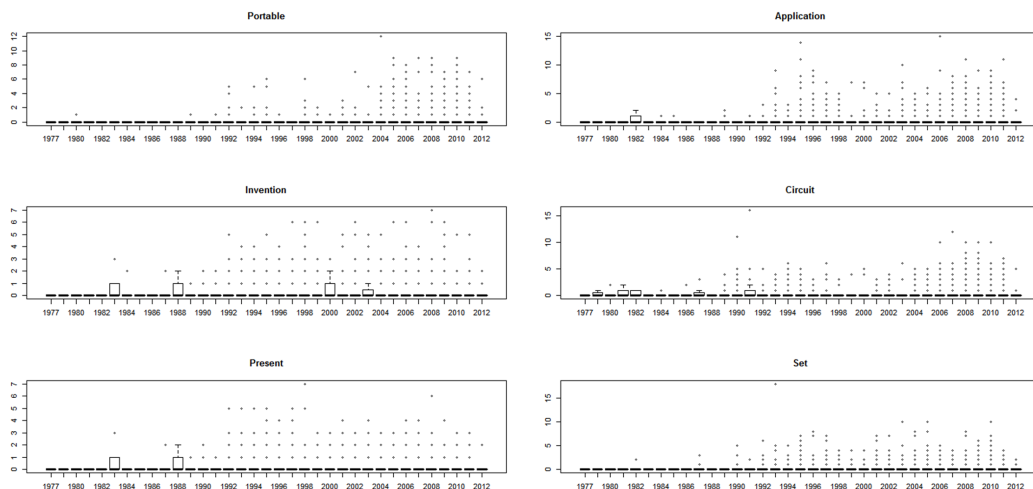 Portable
0 2 4 6 8 10 12
1977 1980 1982 1984 1986 1988 1990 1992 1994 1996 1998 2000 2002 2004 2006 2008 2010 2012
Application
0 5 10 15
1977 1980 1982 1984 1986 1988 1990 1992 1994 1996 1998 2000 2002 2004 2006 2008 2010 2012
Invention
0 1 2 3 4 5 6 7
1977 1980 1982 1984 1986 1988 1990 1992 1994 1996 1998 2000 2002 2004 2006 2008 2010 2012
Circuit
0 5 10 15
1977 1980 1982 1984 1986 1988 1990 1992 1994 1996 1998 2000 2002 2004 2006 2008 2010 2012
Present
0 1 2 3 4 5 6 7
1977 1980 1982 1984 1986 1988 1990 1992 1994 1996 1998 2000 2002 2004 2006 2008 2010 2012
Set
0 5 10 15
1977 1980 1982 1984 1986 1988 1990 1992 1994 1996 1998 2000 2002 2004 2006 2008 2010 2012